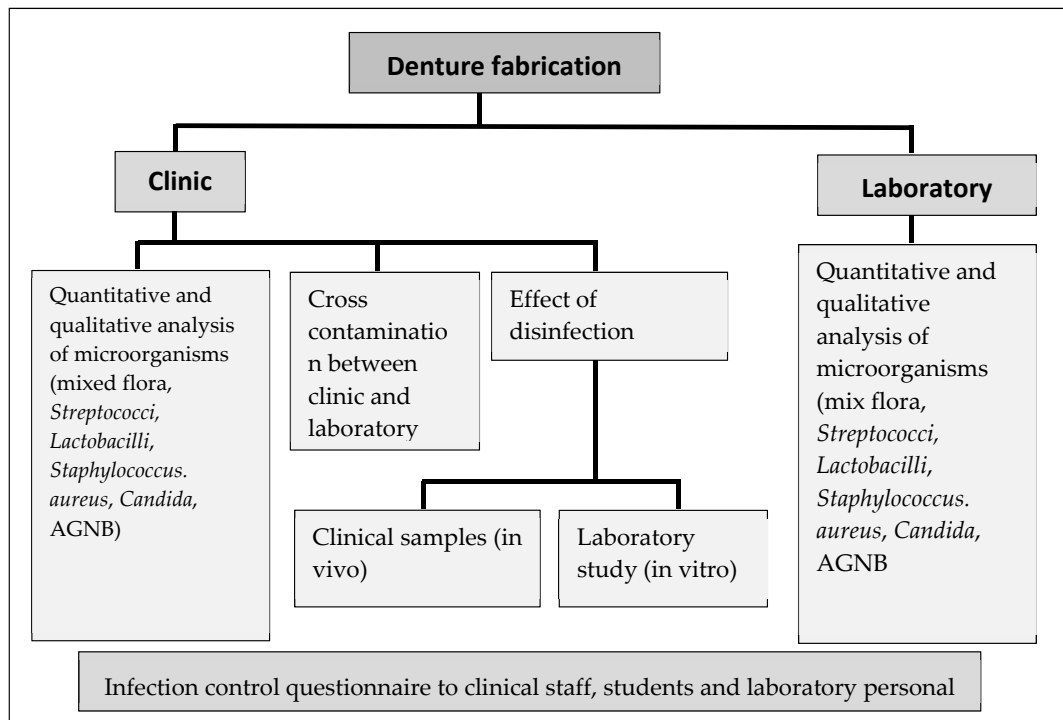 Denture fabrication
Clinic
Laboratory
Quantitative and
qualitative analysis
of microorganisms
(mixed flora,
Streptococci,
Lactobacilli,
Staphylococcus.
aureus, Candida,
AGNB)
Cross
contaminatio
n between
clinic and
laboratory
Effect of
disinfection
Quantitative and
qualitative
analysis of
microorganisms
(mix flora,
Streptococci,
Lactobacilli,
Staphylococcus.
aureus, Candida,
AGNB
Clinical samples (in
vivo)
Laboratory
study (in vitro)
Infection control questionnaire to clinical staff, students and laboratory personal